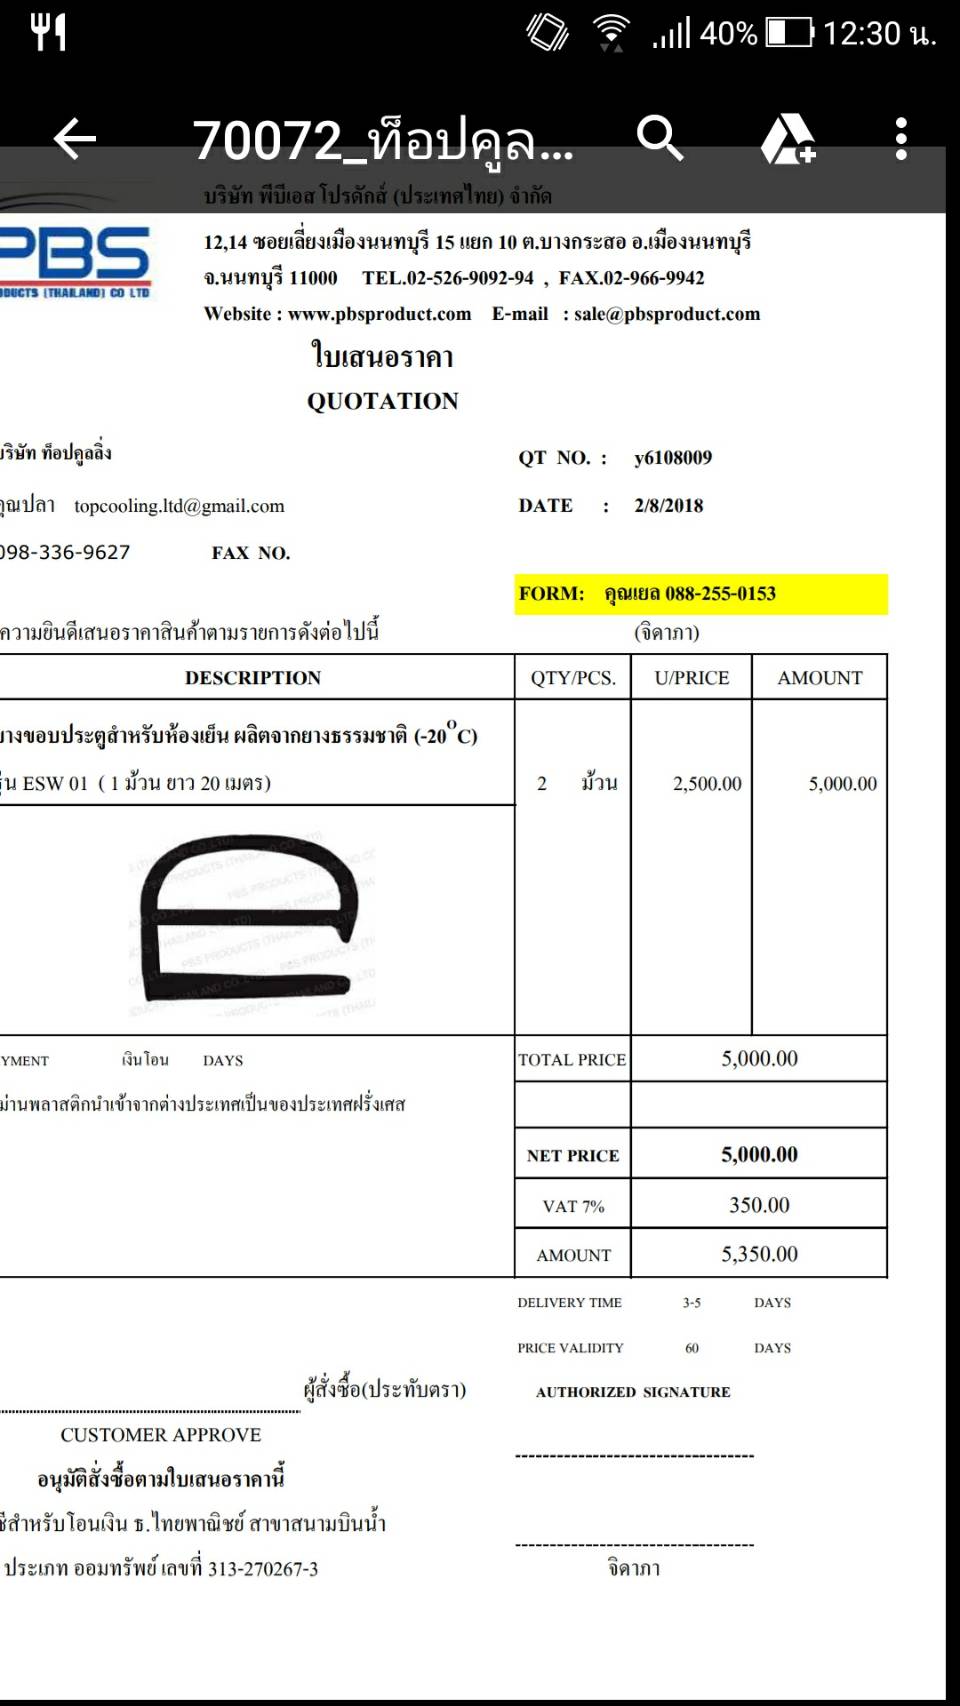 40% 12:30 น.
70072_ท็อปคูล...
บริษัท พีบีเอส โปรดักส์ (ประเทศไทย) จำกัด
PBS
12,14 ซอยเลี่ยงเมืองนนทบุรี 15 แยก 10 ต.บางกระสอ อ.เมืองนนทบุรี
จ.นนทบุรี 11000 TEL.02-526-9092-94 , FAX.02-966-9942
ODUCTS (THAILAND) CO LTD
Website : www.pbsproduct.com E-mail : sale@pbsproduct.com
ใบเสนอราคา
QUOTATION
บริษัท ท็อปคูลลิ่ง
QT NO. : y6108009
คุณปลา topcooling.ltd@gmail.com
DATE : 2/8/2018
098-336-9627 FAX NO.
FORM: คุณเยล 088-255-0153
ความยินดีเสนอราคาสินค้าตามรายการดังต่อไปนี้ (จิดาภา)
DESCRIPTION QTY/PCS. U/PRICE AMOUNT
ยางขอบประตูสำหรับห้องเย็น ผลิตจากยางธรรมชาติ (-20°C)
รุ่น ESW 01 ( 1 ม้วน ยาว 20 เมตร) 2 ม้วน 2,500.00 5,000.00
YMENT เงินโอน DAYS TOTAL PRICE 5,000.00
ม่านพลาสติกนำเข้าจากต่างประเทศเป็นของประเทศฝรั่งเศส
NET PRICE 5,000.00
VAT 7% 350.00
AMOUNT 5,350.00
DELIVERY TIME 3-5 DAYS
PRICE VALIDITY 60 DAYS
ผู้สั่งซื้อ(ประทับตรา) AUTHORIZED SIGNATURE
CUSTOMER APPROVE
อนุมัติสั่งซื้อตามใบเสนอราคานี้
ชีสำหรับโอนเงิน ธ.ไทยพาณิชย์ สาขาสนามบินน้ำ
ประเภท ออมทรัพย์ เลขที่ 313-270267-3 จิดาภา